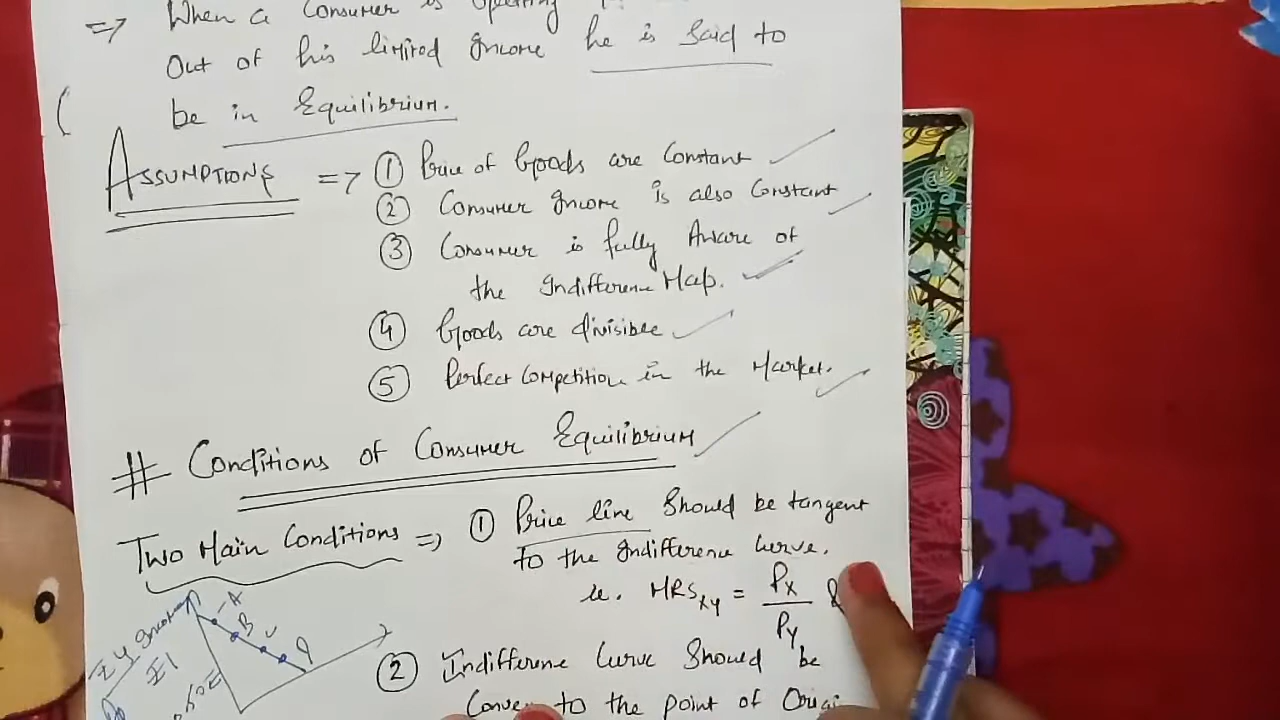 => When a Consumer is
Out of his limited Income he is said to
be in Equilibrium.
ASSUMPTIONS => ① Price of Goods are Constant
② Consumer Income is also Constant
③ Consumer is fully Aware of
the Indifference Map.
④ Goods are divisible
⑤ Perfect Competition in the Market.
# Conditions of Consumer Equilibrium
Two Main Conditions => ① Price line Should be tangent
to the Indifference Curve.
ie. MRSxy = Px / Py &
② Indifference Curve Should be
to the point of
A
B
C